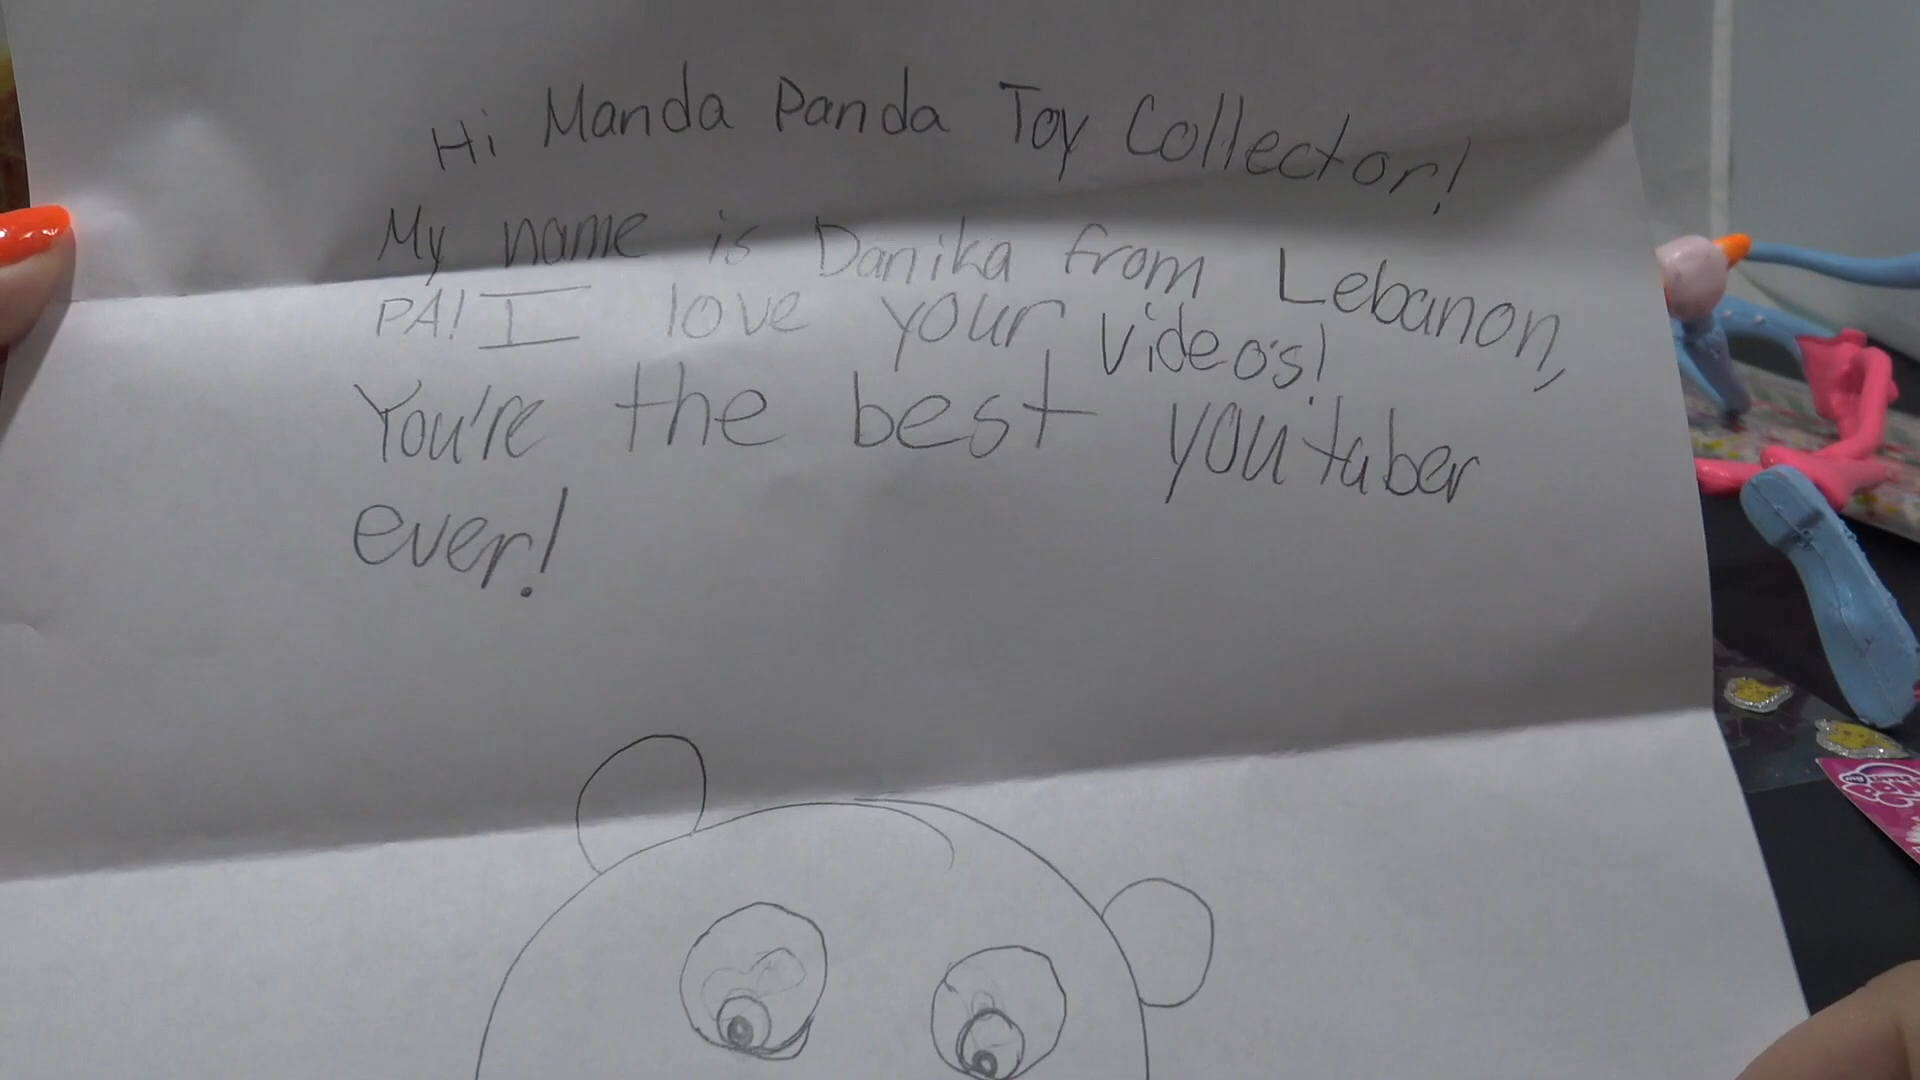 Hi Manda Panda Toy Collector!
My name is Danika from Lebanon,
PA! I love your video's!
You're the best youtuber
ever!